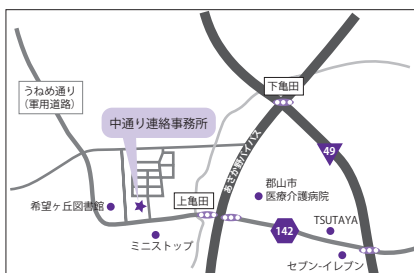 うねめ通り
（軍用道路）
中通り連絡事務所
下亀田
あさか野バイパス
49
郡山市
医療介護病院
上亀田
希望ヶ丘図書館
142
TSUTAYA
ミニストップ
セブン-イレブン